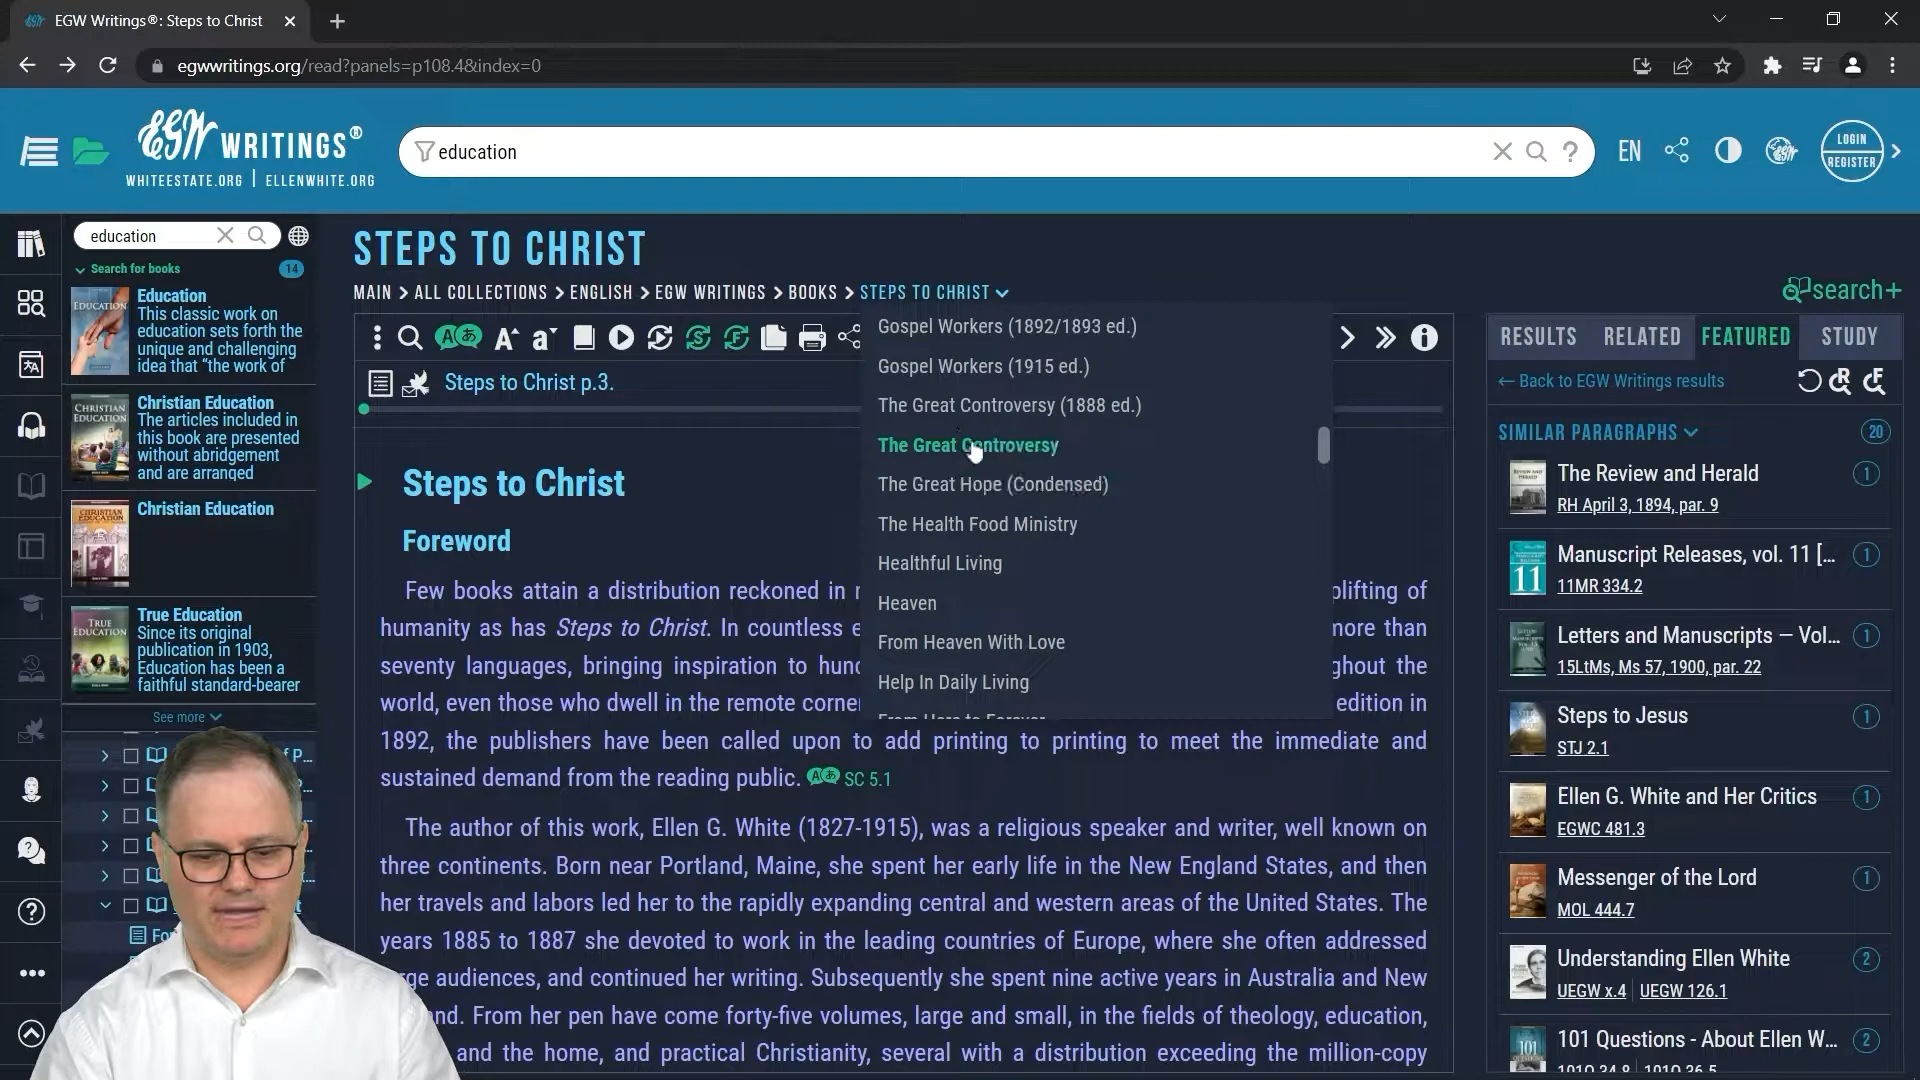 EGW Writings®: Steps to Christ
egwwritings.org/read?panels=p108.4&index=0
EGW WRITINGS®
WHITEESTATE.ORG | ELLENWHITE.ORG
education
EN
LOGIN
REGISTER
education
Search for books
14
Education
This classic work on
education sets forth the
unique and challenging
idea that “the work of
Christian Education
The articles included in
this book are presented
without abridgement
and are arranged
Christian Education
True Education
Since its original
publication in 1903,
Education has been a
faithful standard-bearer
See more
STEPS TO CHRIST
MAIN > ALL COLLECTIONS > ENGLISH > EGW WRITINGS > BOOKS > STEPS TO CHRIST
Steps to Christ p.3.
Gospel Workers (1892/1893 ed.)
Gospel Workers (1915 ed.)
The Great Controversy (1888 ed.)
The Great Controversy
The Great Hope (Condensed)
The Health Food Ministry
Healthful Living
Heaven
From Heaven With Love
Help In Daily Living
From Here to Forever
Steps to Christ
Foreword
Few books attain a distribution reckoned in plifting of
humanity as has Steps to Christ. In countless more than
seventy languages, bringing inspiration to ghout the
world, even those who dwell in the remote edition in
1892, the publishers have been called upon to add printing to printing to meet the immediate and
sustained demand from the reading public. SC 5.1
The author of this work, Ellen G. White (1827-1915), was a religious speaker and writer, well known on
three continents. Born near Portland, Maine, she spent her early life in the New England States, and then
her travels and labors led her to the rapidly expanding central and western areas of the United States. The
years 1885 to 1887 she devoted to work in the leading countries of Europe, where she often addressed
ge audiences, and continued her writing. Subsequently she spent nine active years in Australia and New
nd. From her pen have come forty-five volumes, large and small, in the fields of theology, education,
and the home, and practical Christianity, several with a distribution exceeding the million-copy
search+
RESULTS RELATED FEATURED STUDY
← Back to EGW Writings results
SIMILAR PARAGRAPHS
20
The Review and Herald
1
RH April 3, 1894, par. 9
Manuscript Releases, vol. 11 [...
1
11MR 334.2
Letters and Manuscripts — Vol...
1
15LtMs, Ms 57, 1900, par. 22
Steps to Jesus
1
STJ 2.1
Ellen G. White and Her Critics
1
EGWC 481.3
Messenger of the Lord
1
MOL 444.7
Understanding Ellen White
2
UEGW x.4 | UEGW 126.1
101 Questions - About Ellen W...
2
101Q 34.8 | 101Q 36.5